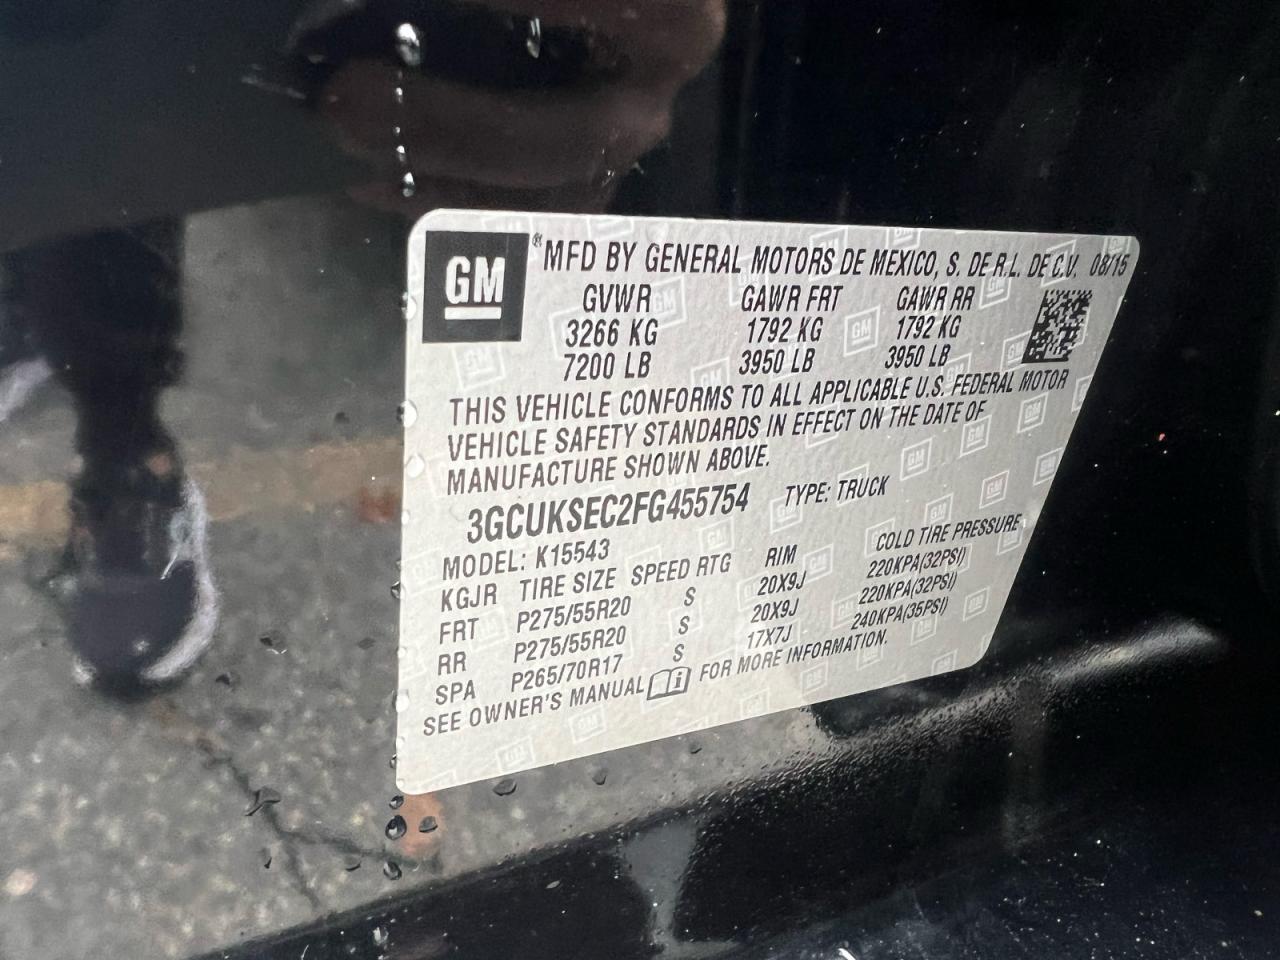 GM ® MFD BY GENERAL MOTORS DE MEXICO, S. DE R.L. DE C.V. 08/15
GVWR GAWR FRT GAWR RR
3266 KG 1792 KG 1792 KG
7200 LB 3950 LB 3950 LB
THIS VEHICLE CONFORMS TO ALL APPLICABLE U.S. FEDERAL MOTOR
VEHICLE SAFETY STANDARDS IN EFFECT ON THE DATE OF
MANUFACTURE SHOWN ABOVE.
3GCUKSEC2FG455754 TYPE: TRUCK
MODEL: K15543
KGJR TIRE SIZE SPEED RTG RIM COLD TIRE PRESSURE
FRT P275/55R20 S 20X9J 220KPA(32PSI)
RR P275/55R20 S 20X9J 220KPA(32PSI)
SPA P265/70R17 S 17X7J 240KPA(35PSI)
SEE OWNER'S MANUAL FOR MORE INFORMATION.